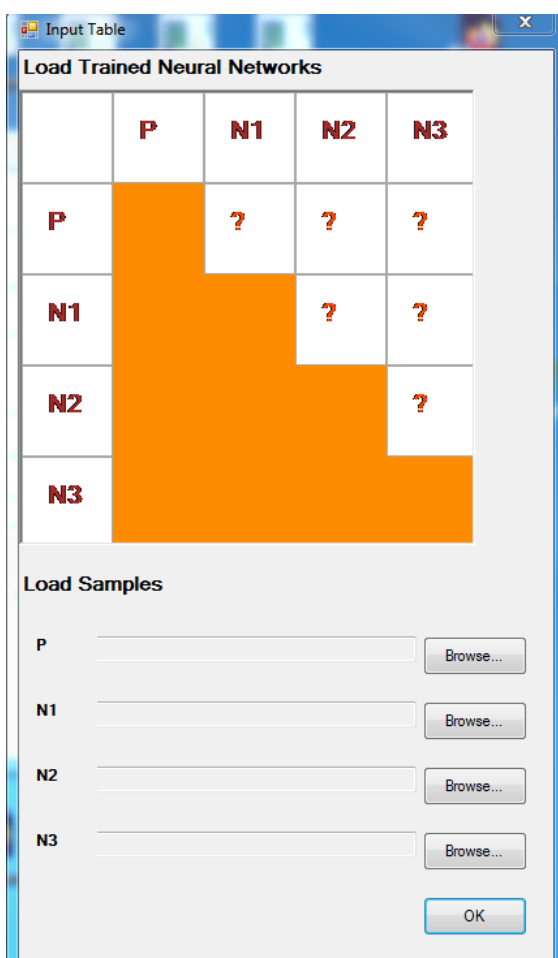 Input Table
Load Trained Neural Networks
P N1 N2 N3
P ? ? ?
N1 ? ?
N2 ?
N3
Load Samples
P Browse...
N1 Browse...
N2 Browse...
N3 Browse...
OK